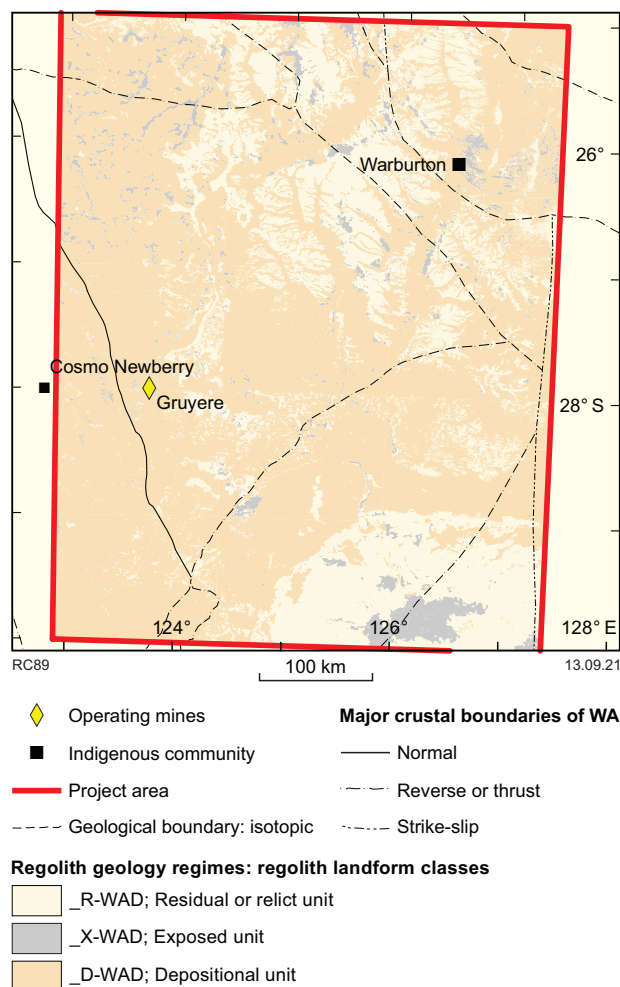 Warburton
26°
Cosmo Newberry
Gruyere
28° S
124°
126°
128° E
RC89
100 km
13.09.21
Operating mines
Major crustal boundaries of WA
Indigenous community
Normal
Project area
Reverse or thrust
Geological boundary: isotopic
Strike-slip
Regolith geology regimes: regolith landform classes
_R-WAD; Residual or relict unit
_X-WAD; Exposed unit
_D-WAD; Depositional unit